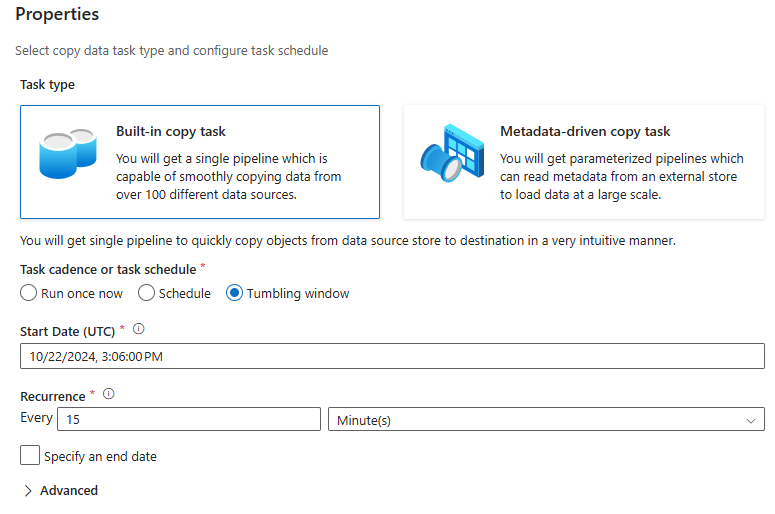 Properties
Select copy data task type and configure task schedule
Task type
Built-in copy task
You will get a single pipeline which is
capable of smoothly copying data from
over 100 different data sources.
Metadata-driven copy task
You will get parameterized pipelines which
can read metadata from an external store
to load data at a large scale.
You will get single pipeline to quickly copy objects from data source store to destination in a very intuitive manner.
Task cadence or task schedule *
Run once now
Schedule
Tumbling window
Start Date (UTC) *
10/22/2024, 3:06:00 PM
Recurrence *
Every 15 Minute(s)
Specify an end date
Advanced